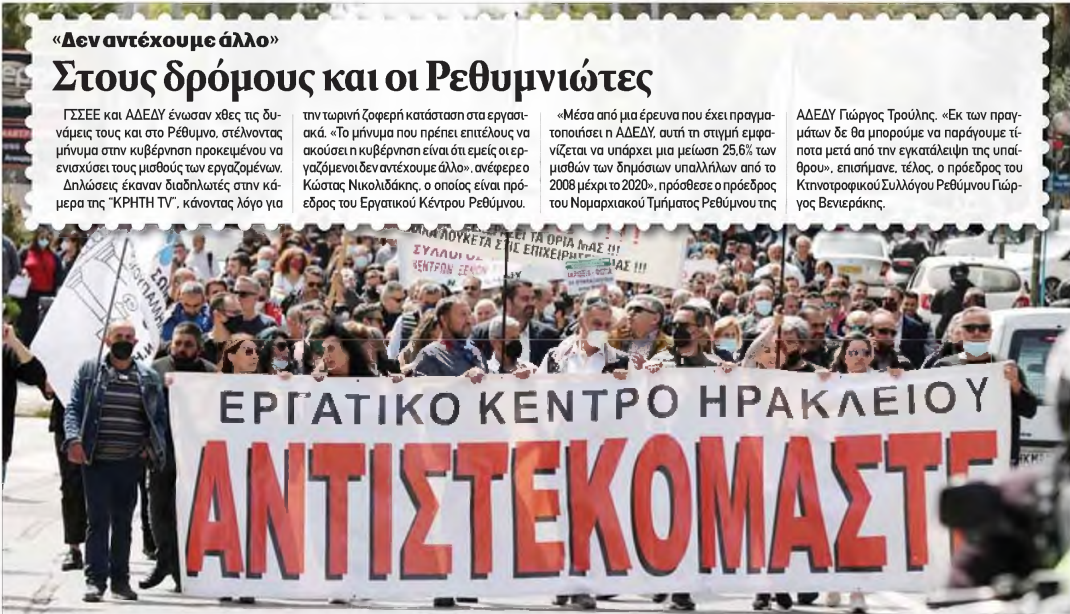 «Δεν αντέχουμε άλλο»
Στους δρόμους και οι Ρεθυμνιώτες
ΓΣΣΕΕ και ΑΔΕΔΥ ένωσαν χθες τις δυ-
νάμεις τους και στο Ρέθυμνο, στέλνοντας
μήνυμα στην κυβέρνηση προκειμένου να
ενισχύσει τους μισθούς των εργαζομένων.
Δηλώσεις έκαναν διαδηλωτές στην κά-
μερα της “ΚΡΗΤΗ TV”, κάνοντας λόγο για
την τωρινή ζοφερή κατάσταση στα εργασι-
ακά. «Το μήνυμα που πρέπει επιτέλους να
ακούσει η κυβέρνηση είναι ότι εμείς οι ερ-
γαζόμενοι δεν αντέχουμε άλλο», ανέφερε ο
Κώστας Νικολιδάκης, ο οποίος είναι πρό-
εδρος του Εργατικού Κέντρου Ρεθύμνου.
«Μέσα από μια έρευνα που έχει πραγμα-
τοποιήσει η ΑΔΕΔΥ, αυτή τη στιγμή εμφα-
νίζεται να υπάρχει μια μείωση 25,6% των
μισθών των δημόσιων υπαλλήλων από το
2008 μέχρι το 2020», πρόσθεσε ο πρόεδρος
του Νομαρχιακού Τμήματος Ρεθύμνου της
ΑΔΕΔΥ Γιώργος Τρούλης. «Εκ των πραγ-
μάτων δε θα μπορούμε να παράγουμε τί-
ποτα μετά από την εγκατάλειψη της υπαί-
θρου», επισήμανε, τέλος, ο πρόεδρος του
Κτηνοτροφικού Συλλόγου Ρεθύμνου Γιώρ-
γος Βενιεράκης.
ΤΑ ΟΡΙΑ ΜΑΣ !!!
ΛΟΥΚΕΤΑ ΣΤΙΣ ΕΠΙΧΕΙΡΗΣΕΙΣ ΜΑΣ !!!
ΣΥΛΛΟΓΟΣ
ΕΡΓΑΤΙΚΟ ΚΕΝΤΡΟ ΗΡΑΚΛΕΙΟΥ
ΑΝΤΙΣΤΕΚΟΜΑΣΤΕ